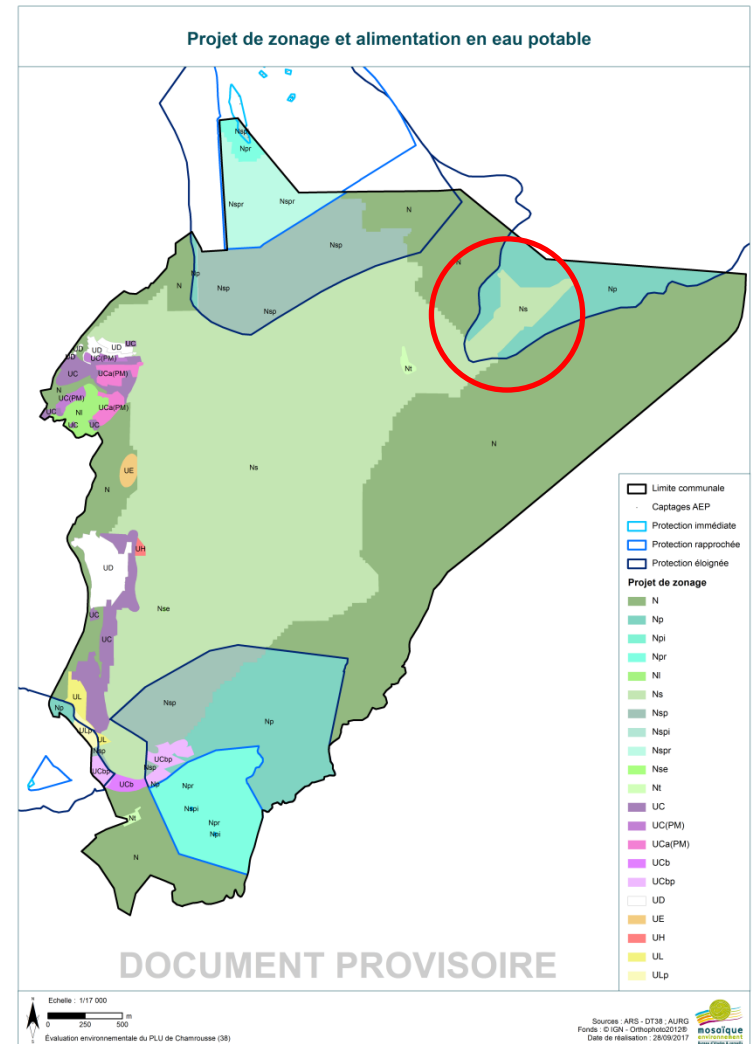 Projet de zonage et alimentation en eau potable
Nspi
Npr
Nspr
Nspr
N
Nsp
Np
N
Nsp
N
Np
Nsp
Ns
UD
UC
UD
UD
UD
UC(PM)
UC
UCa(PM)
Nt
N
UC(PM)
UCa(PM)
UC
Nl
UC
UC
N
Ns
UE
N
UH
UD
Nse
UC
UC
UL
Nsp
Np
Np
ULp
UL
Nsp
UCbp
UCbp
Nsp
UCb
Np
Npr
Nspi
Nt
Npr
Npi
N
Limite communale
Captages AEP
Protection immédiate
Protection rapprochée
Protection éloignée
Projet de zonage
N
Np
Npi
Npr
Nl
Ns
Nsp
Nspi
Nspr
Nse
Nt
UC
UC(PM)
UCa(PM)
UCb
UCbp
UD
UE
UH
UL
ULp
DOCUMENT PROVISOIRE
N
Echelle : 1/17 000
0 250 500 m
Évaluation environnementale du PLU de Chamrousse (38)
Sources : ARS - DT38 ; AURG
Fonds : © IGN - Orthophoto2012®
Date de réalisation : 28/09/2017
mosaïque
environnement